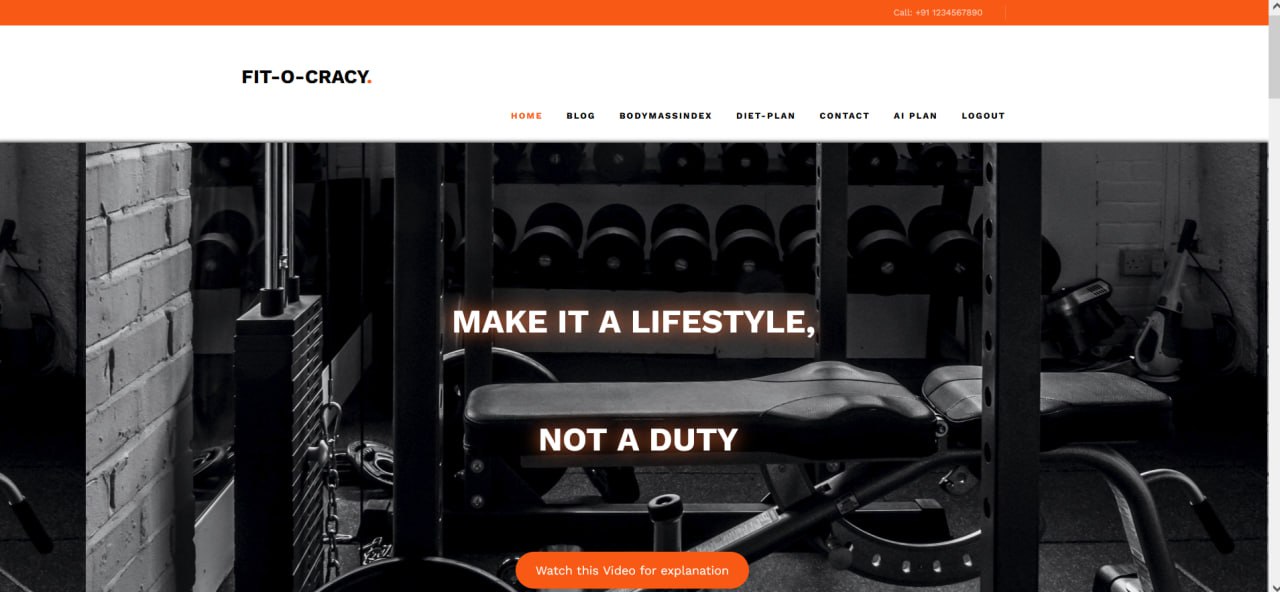 Call: +91 1234567890
FIT-O-CRACY.
HOME BLOG BODYMASSINDEX DIET-PLAN CONTACT AI PLAN LOGOUT
MAKE IT A LIFESTYLE,
NOT A DUTY
Watch this Video for explanation